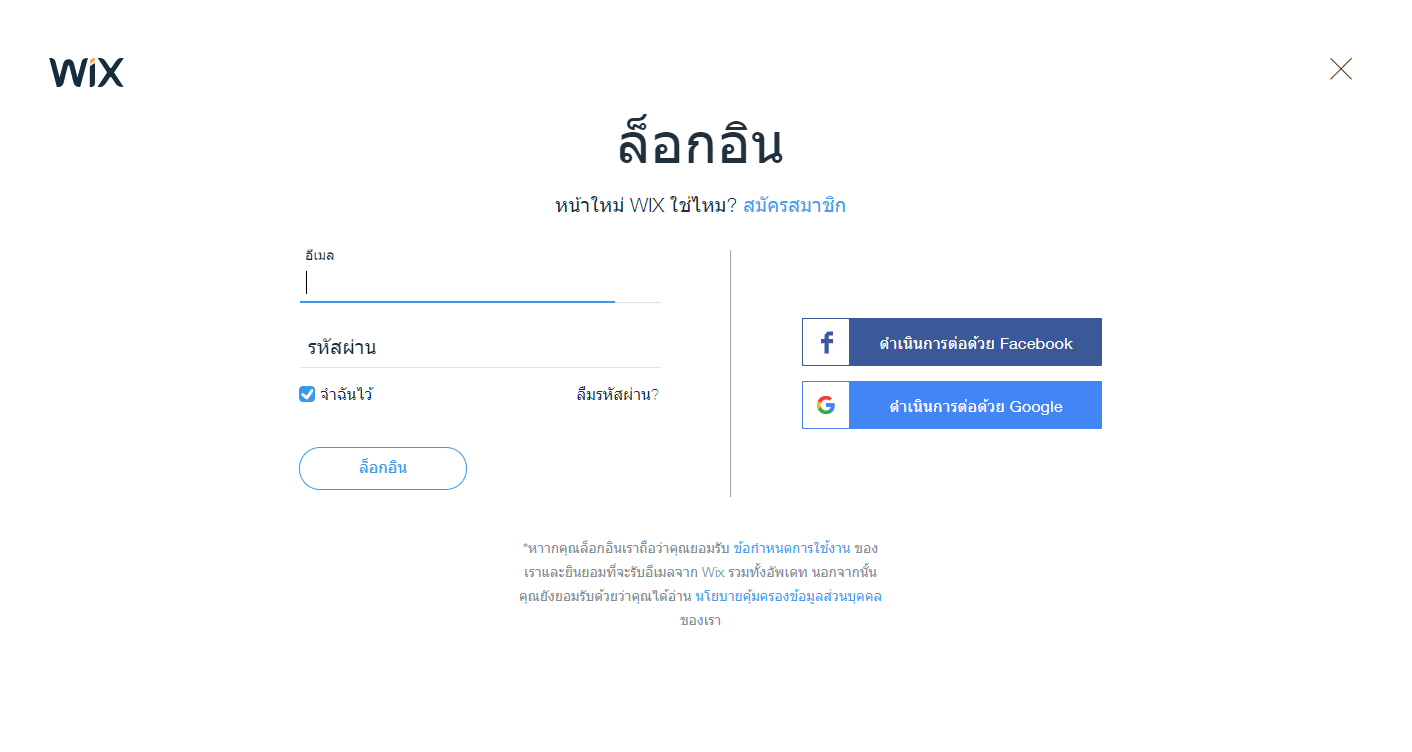 WiX
ล็อกอิน
หน้าใหม่ WIX ใช่ไหม? สมัครสมาชิก
อีเมล
รหัสผ่าน
จำฉันไว้
ลืมรหัสผ่าน?
ล็อกอิน
ดำเนินการต่อด้วย Facebook
ดำเนินการต่อด้วย Google
*หาากคุณล็อกอินเราถือว่าคุณยอมรับ ข้อกำหนดการใช้งาน ของ
เราและยินยอมที่จะรับอีเมลจาก Wix รวมทั้งอัพเดท นอกจากนั้น
คุณยังยอมรับด้วยว่าคุณได้อ่าน นโยบายคุ้มครองข้อมูลส่วนบุคคล
ของเรา